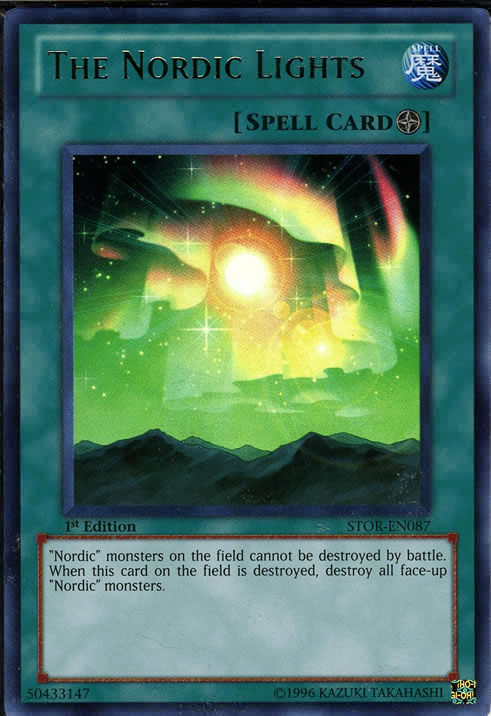 THE NORDIC LIGHTS
SPELL
魔
[SPELL CARD]
1st Edition
STOR-EN087
"Nordic" monsters on the field cannot be destroyed by battle.
When this card on the field is destroyed, destroy all face-up
"Nordic" monsters.
50433147
©1996 KAZUKI TAKAHASHI